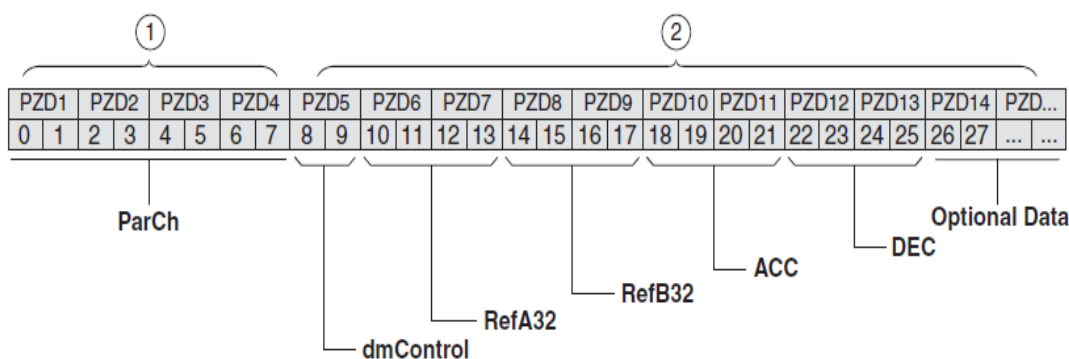 1 2
PZD1 PZD2 PZD3 PZD4 PZD5 PZD6 PZD7 PZD8 PZD9 PZD10 PZD11 PZD12 PZD13 PZD14 PZD...
0 1 2 3 4 5 6 7 8 9 10 11 12 13 14 15 16 17 18 19 20 21 22 23 24 25 26 27 ... ...
ParCh Optional Data
DEC
ACC
RefB32
RefA32
dmControl